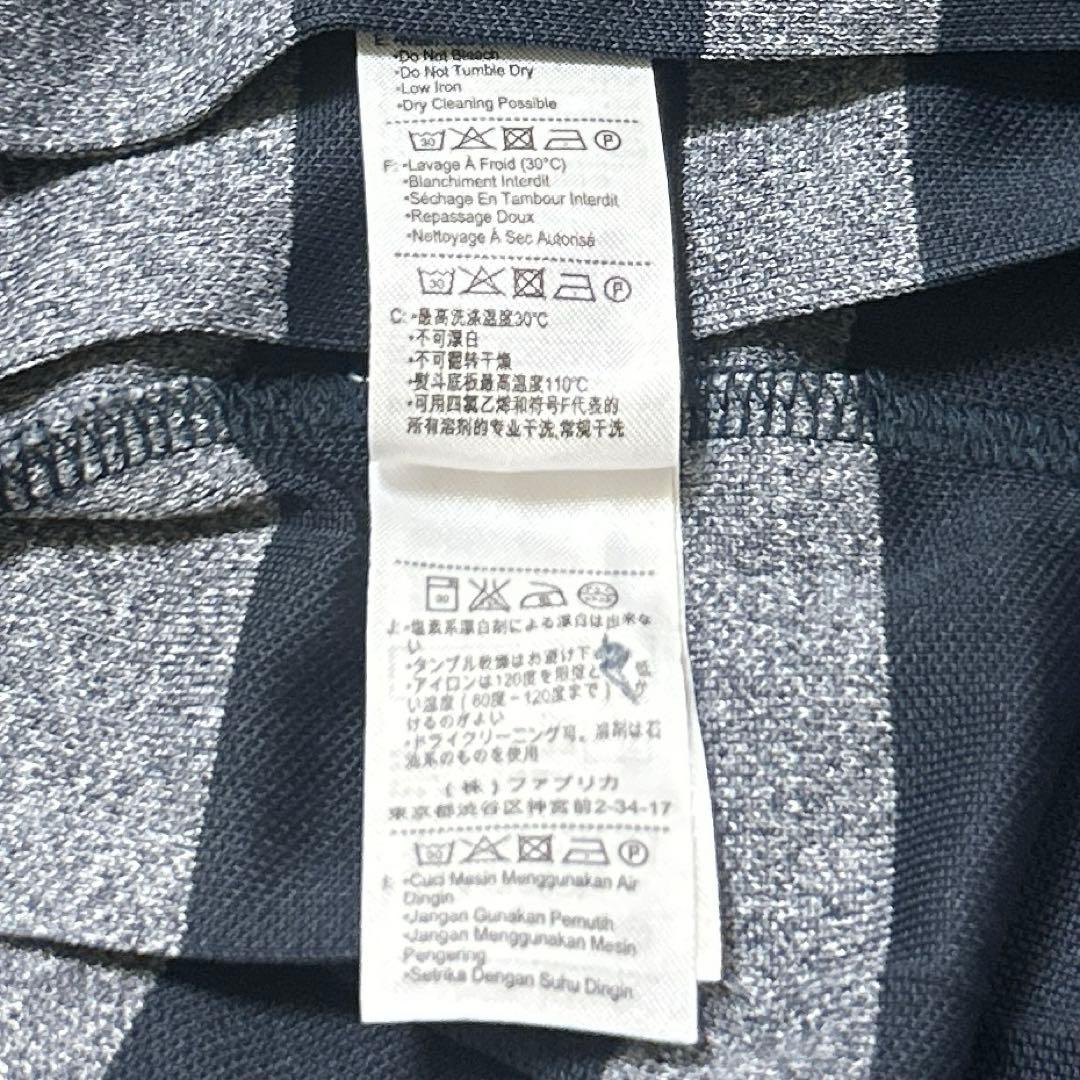 •Do Not Bleach
•Do Not Tumble Dry
•Low Iron
•Dry Cleaning Possible
30 P
F: •Lavage À Froid (30°C)
•Blanchiment Interdit
•Séchage En Tambour Interdit
•Repassage Doux
•Nettoyage À Sec Autorisé
30 P
C: •最高洗涤温度30℃
•不可漂白
•不可翻转干燥
•熨斗底板最高温度110℃
•可用四氯乙烯和符号F代表的
所有溶剂的专业干洗,常规干洗
30
J: •塩素系漂白剤による漂白は出来な
い
•タンブル乾燥はお避け下
•アイロンは120度を限度と
い温度(80度-120度まで)
けるのがよい
•ドライクリーニング可。溶剤は石
油系のものを使用
(株)ファブリカ
東京都渋谷区神宮前2-34-17
30 P
•Cuci Mesin Menggunakan Air
Dingin
•Jangan Gunakan Pemutih
•Jangan Menggunakan Mesin
Pengering
•Setrika Dengan Suhu Dingin